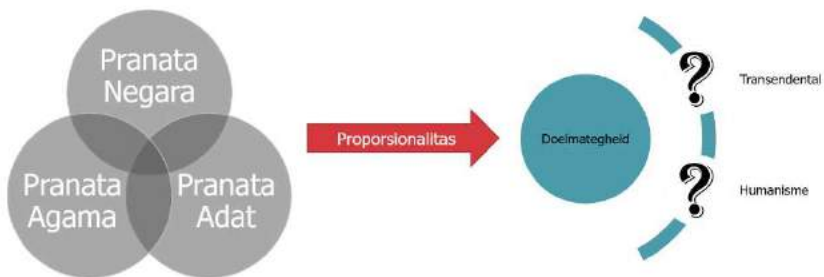 Pranata
Negara
Pranata
Agama
Pranata
Adat
Proporsionalitas
Doelmategheid
?
Transendental
?
Humanisme